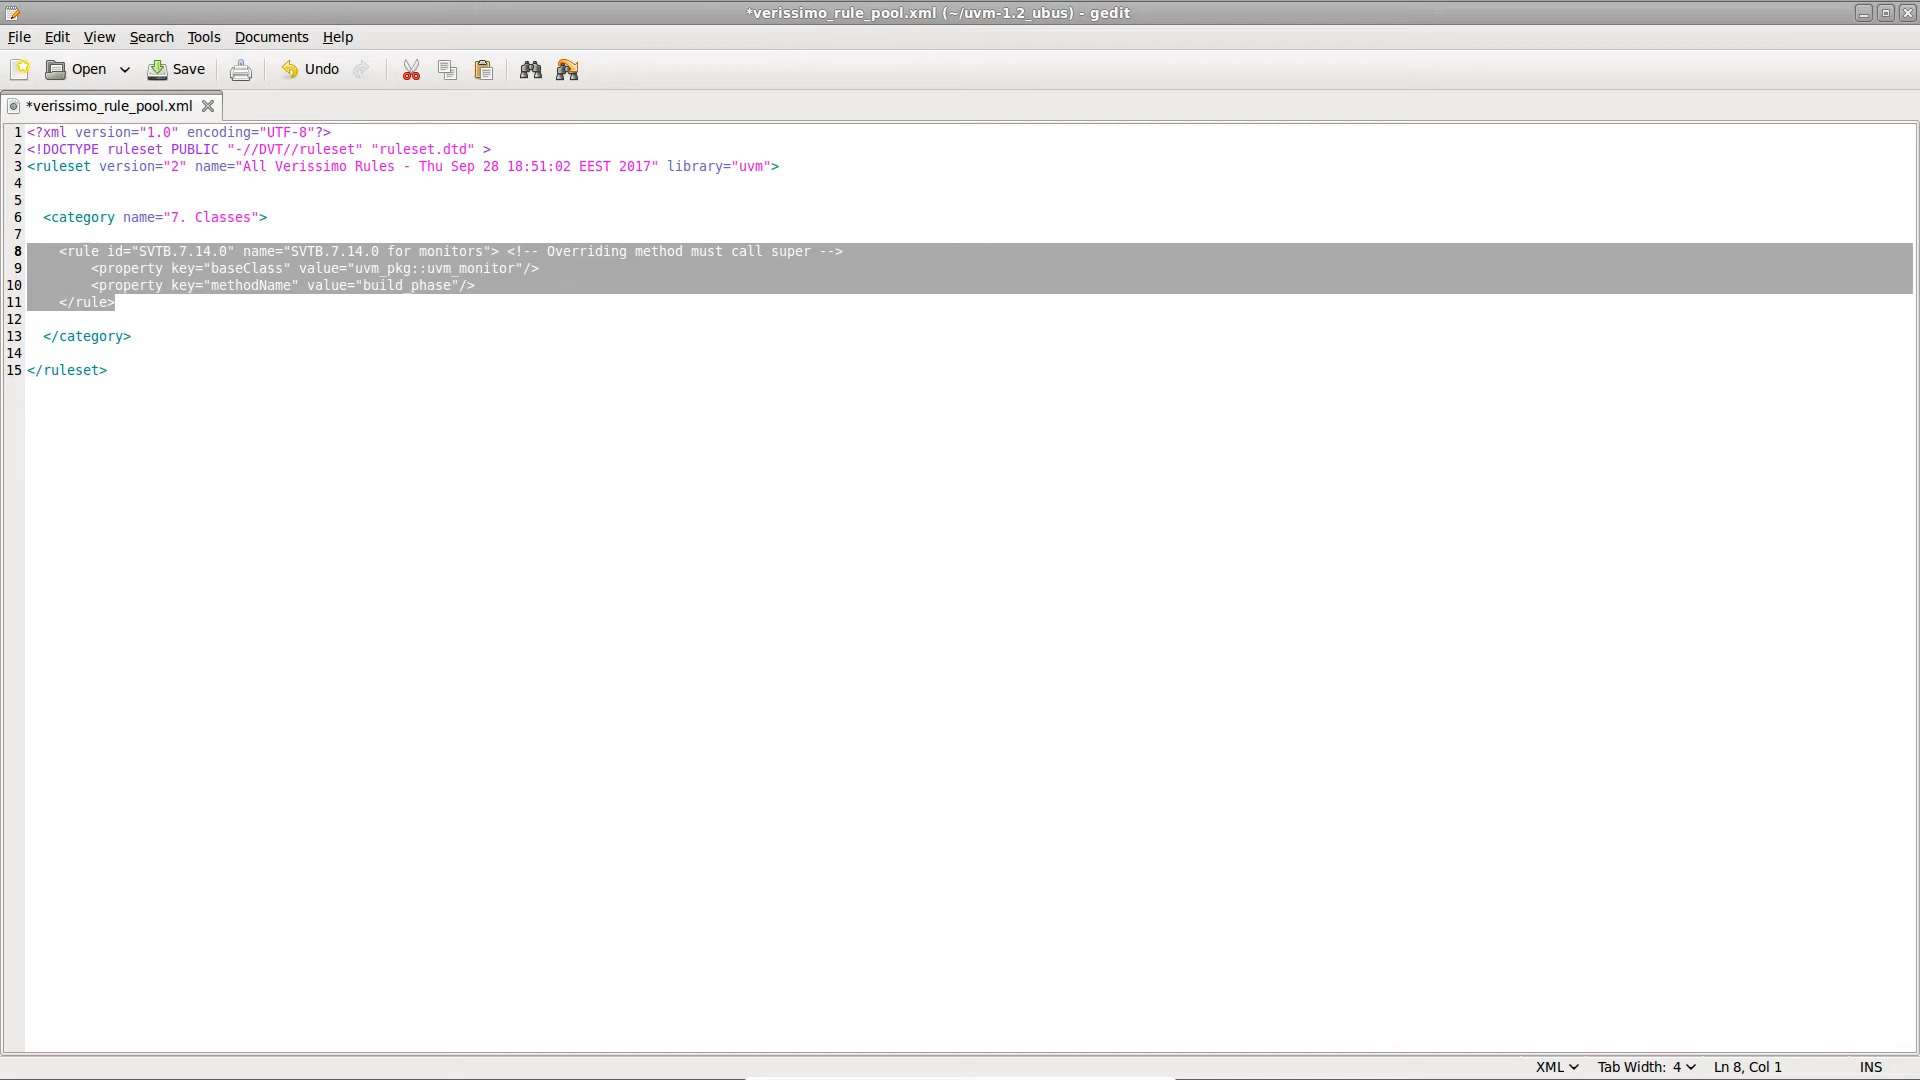 *verissimo_rule_pool.xml (~/uvm-1.2_ubus) - gedit
File Edit View Search Tools Documents Help
Open Save Undo
*verissimo_rule_pool.xml
1 <?xml version="1.0" encoding="UTF-8"?>
2 <!DOCTYPE ruleset PUBLIC "-//DVT//ruleset" "ruleset.dtd" >
3 <ruleset version="2" name="All Verissimo Rules - Thu Sep 28 18:51:02 EEST 2017" library="uvm">
4
5
6 <category name="7. Classes">
7
8 <rule id="SVTB.7.14.0" name="SVTB.7.14.0 for monitors"> <!-- Overriding method must call super -->
9 <property key="baseClass" value="uvm_pkg::uvm_monitor"/>
10 <property key="methodName" value="build_phase"/>
11 </rule>
12
13 </category>
14
15 </ruleset>
XML Tab Width: 4 Ln 8, Col 1 INS